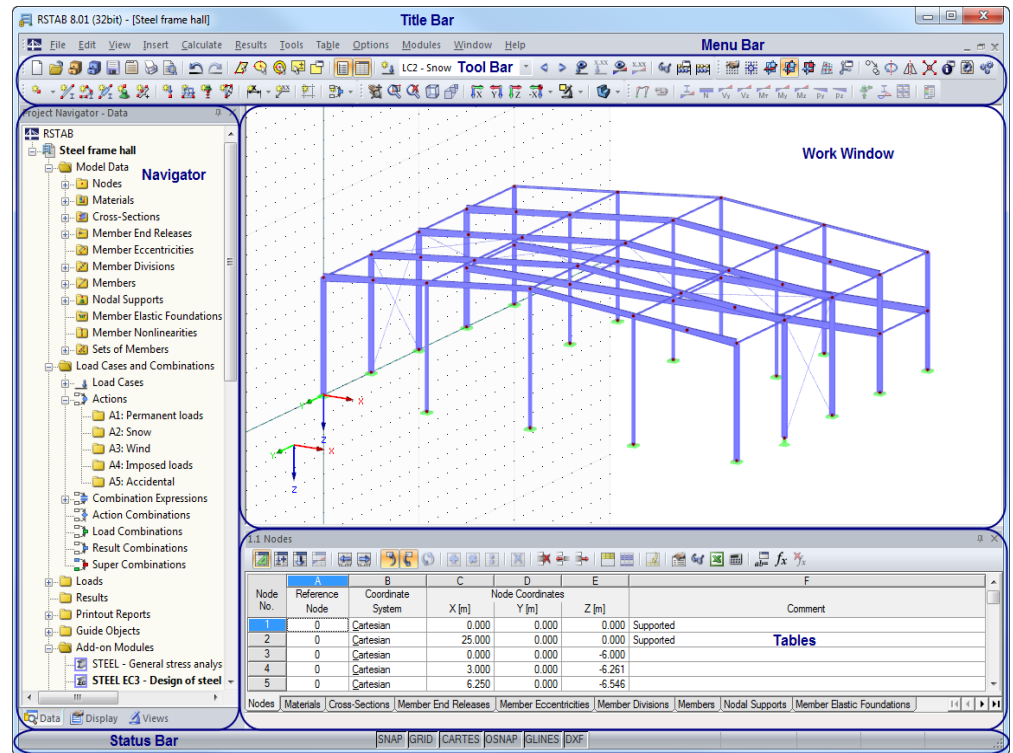 RSTAB 8.01 (32bit) - [Steel frame hall]
Title Bar
File Edit View Insert Calculate Results Tools Table Options Modules Window Help
Menu Bar
LC2 - Snow
Tool Bar
Project Navigator - Data
RSTAB
Steel frame hall
Model Data
Navigator
Nodes
Materials
Cross-Sections
Member End Releases
Member Eccentricities
Member Divisions
Members
Nodal Supports
Member Elastic Foundations
Member Nonlinearities
Sets of Members
Load Cases and Combinations
Load Cases
Actions
A1: Permanent loads
A2: Snow
A3: Wind
A4: Imposed loads
A5: Accidental
Combination Expressions
Action Combinations
Load Combinations
Result Combinations
Super Combinations
Loads
Results
Printout Reports
Guide Objects
Add-on Modules
STEEL - General stress analys
STEEL EC3 - Design of steel
Data Display Views
Work Window
Y X
Z
Y X
Z
1.1 Nodes
A B C D E F
Node Reference Coordinate Node Coordinates
No. Node System X [m] Y [m] Z [m] Comment
1 0 Cartesian 0.000 0.000 0.000 Supported
2 0 Cartesian 25.000 0.000 0.000 Supported
Tables
3 0 Cartesian 0.000 0.000 -6.000
4 0 Cartesian 3.000 0.000 -6.261
5 0 Cartesian 6.250 0.000 -6.546
Nodes Materials Cross-Sections Member End Releases Member Eccentricities Member Divisions Members Nodal Supports Member Elastic Foundations
Status Bar
SNAP GRID CARTES OSNAP GLINES DXF